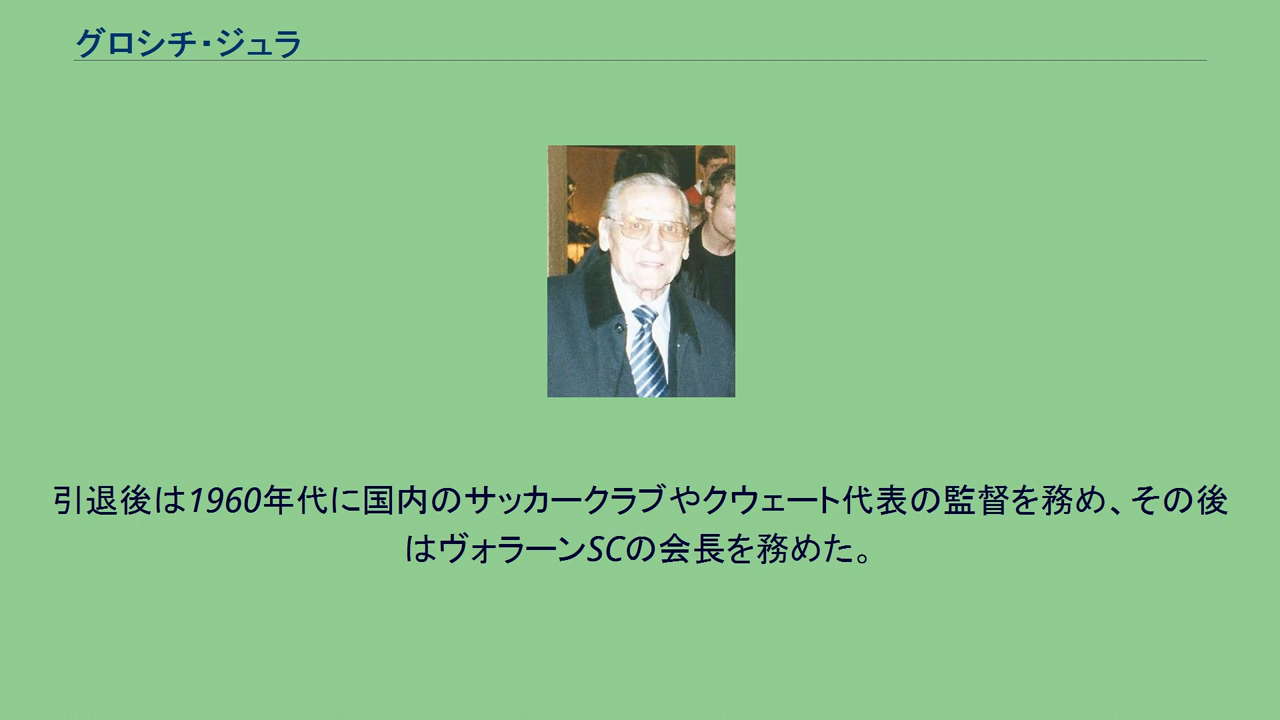 グロシチ・ジュラ
引退後は1960年代に国内のサッカークラブやクウェート代表の監督を務め、その後
はヴォラーンSCの会長を務めた。